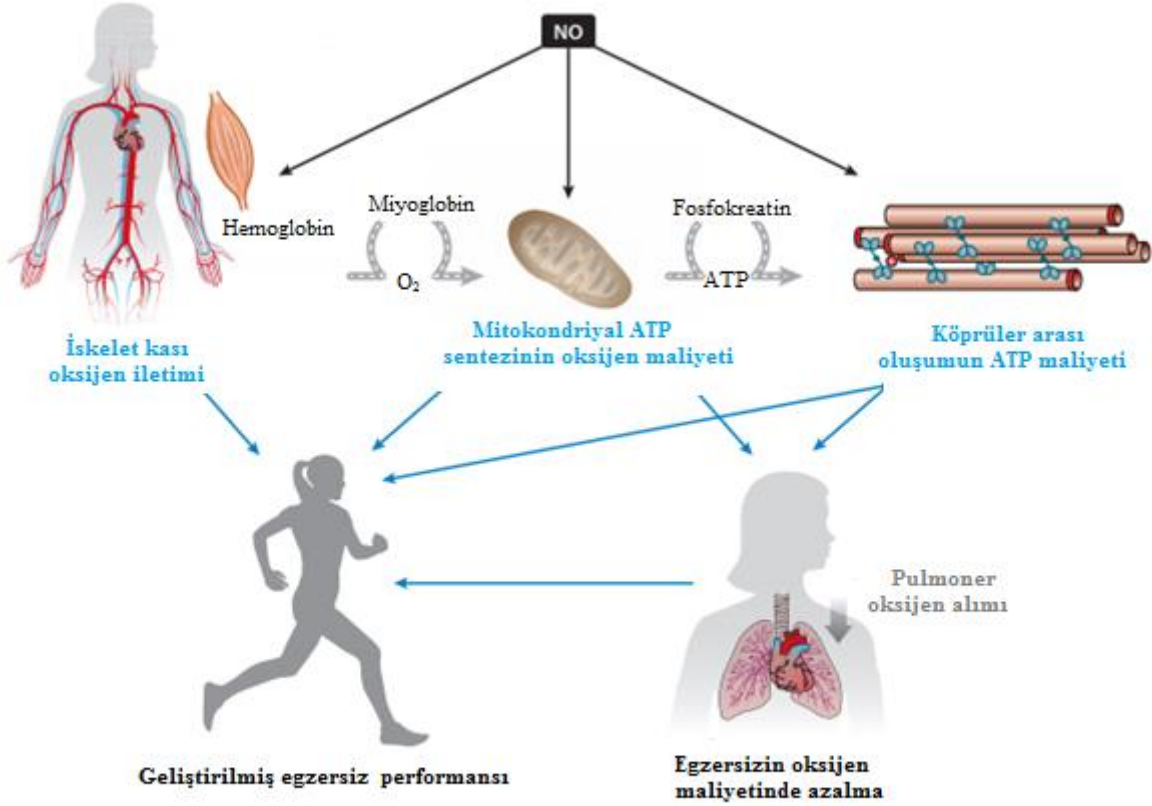 NO
Hemoglobin
Miyoglobin
O₂
Fosfokreatin
ATP
İskelet kası
oksijen iletimi
Mitokondriyal ATP
sentezinin oksijen maliyeti
Köprüler arası
oluşumun ATP maliyeti
Pulmoner
oksijen alımı
Geliştirilmiş egzersiz performansı
Egzersizin oksijen
maliyetinde azalma